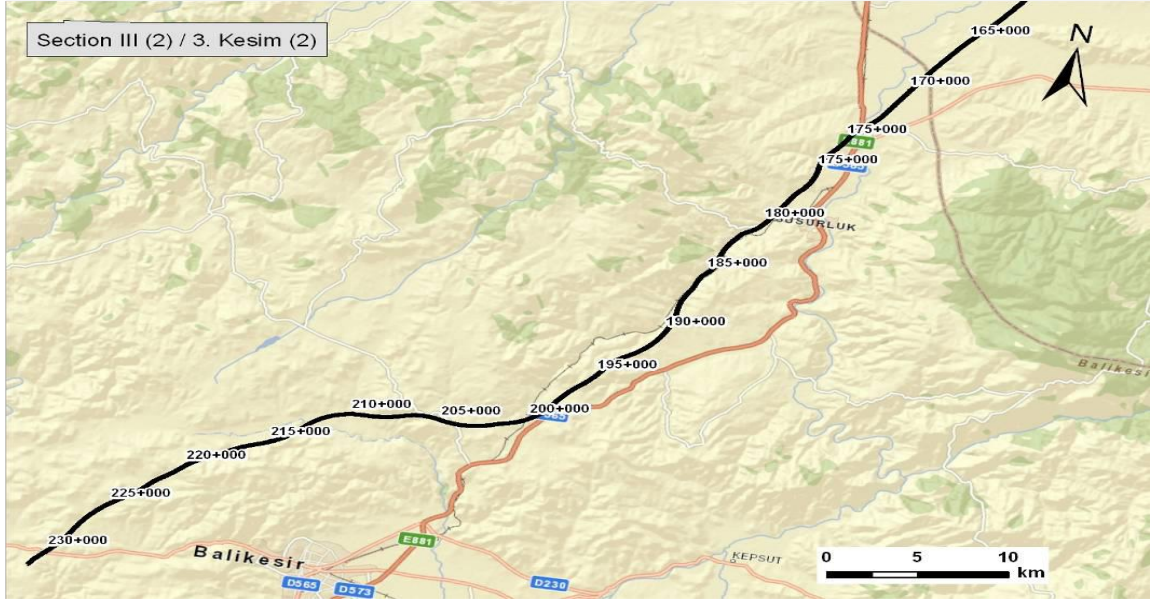 Section III (2) / 3. Kesim (2)
165+000
N
170+000
175+000
E881
175+000
180+000
SUSURLUK
185+000
190+000
195+000
Balikesir
200+000
D565
205+000
210+000
215+000
220+000
225+000
230+000
E881
Balikesir
KEPSUT
D565
D573
D230
0 5 10
km